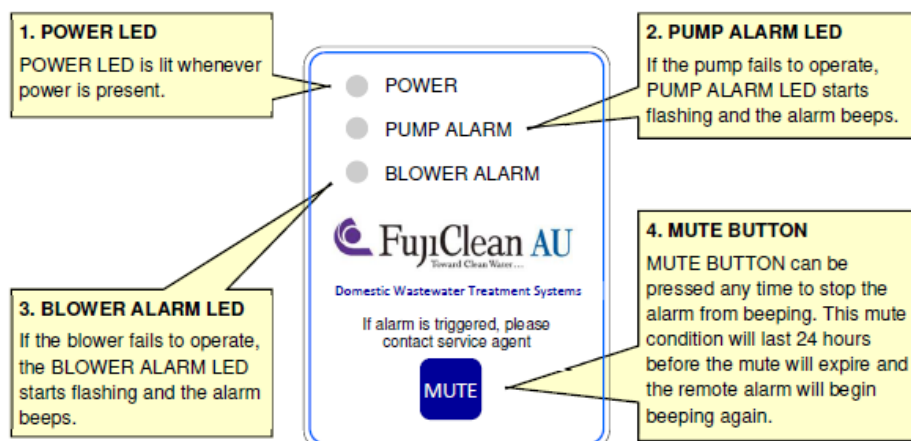 1. POWER LED
POWER LED is lit whenever
power is present.
2. PUMP ALARM LED
If the pump fails to operate,
PUMP ALARM LED starts
flashing and the alarm beeps.
POWER
PUMP ALARM
BLOWER ALARM
FujiClean AU
Toward Clean Water...
Domestic Wastewater Treatment Systems
If alarm is triggered, please
contact service agent
MUTE
3. BLOWER ALARM LED
If the blower fails to operate,
the BLOWER ALARM LED
starts flashing and the alarm
beeps.
4. MUTE BUTTON
MUTE BUTTON can be
pressed any time to stop the
alarm from beeping. This mute
condition will last 24 hours
before the mute will expire and
the remote alarm will begin
beeping again.